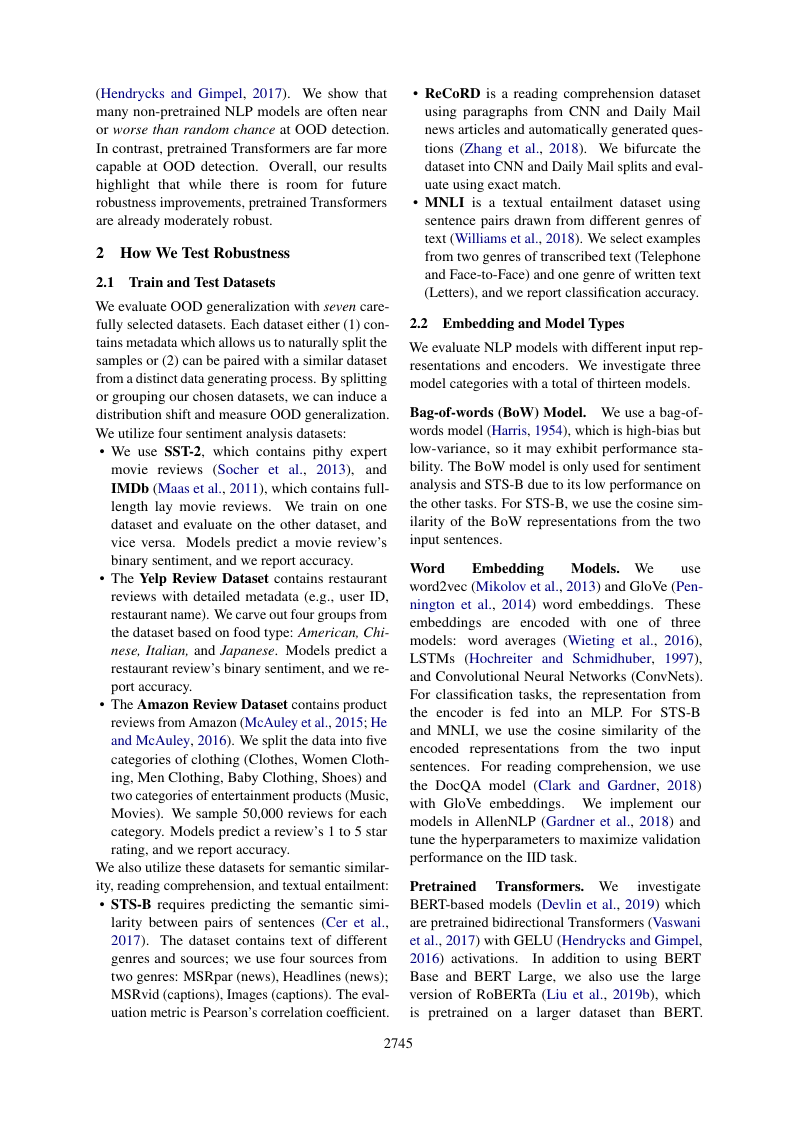 (Hendrycks and Gimpel, 2017). We show that
many non-pretrained NLP models are often near
or worse than random chance at OOD detection.
In contrast, pretrained Transformers are far more
capable at OOD detection. Overall, our results
highlight that while there is room for future
robustness improvements, pretrained Transformers
are already moderately robust.
2 How We Test Robustness
2.1 Train and Test Datasets
We evaluate OOD generalization with seven care-
fully selected datasets. Each dataset either (1) con-
tains metadata which allows us to naturally split the
samples or (2) can be paired with a similar dataset
from a distinct data generating process. By splitting
or grouping our chosen datasets, we can induce a
distribution shift and measure OOD generalization.
We utilize four sentiment analysis datasets:
• We use SST-2, which contains pithy expert
movie reviews (Socher et al., 2013), and
IMDb (Maas et al., 2011), which contains full-
length lay movie reviews. We train on one
dataset and evaluate on the other dataset, and
vice versa. Models predict a movie review's
binary sentiment, and we report accuracy.
• The Yelp Review Dataset contains restaurant
reviews with detailed metadata (e.g., user ID,
restaurant name). We carve out four groups from
the dataset based on food type: American, Chi-
nese, Italian, and Japanese. Models predict a
restaurant review's binary sentiment, and we re-
port accuracy.
• The Amazon Review Dataset contains product
reviews from Amazon (McAuley et al., 2015; He
and McAuley, 2016). We split the data into five
categories of clothing (Clothes, Women Cloth-
ing, Men Clothing, Baby Clothing, Shoes) and
two categories of entertainment products (Music,
Movies). We sample 50,000 reviews for each
category. Models predict a review's 1 to 5 star
rating, and we report accuracy.
We also utilize these datasets for semantic similar-
ity, reading comprehension, and textual entailment:
• STS-B requires predicting the semantic simi-
larity between pairs of sentences (Cer et al.,
2017). The dataset contains text of different
genres and sources; we use four sources from
two genres: MSRpar (news), Headlines (news);
MSRvid (captions), Images (captions). The eval-
uation metric is Pearson's correlation coefficient.
• ReCoRD is a reading comprehension dataset
using paragraphs from CNN and Daily Mail
news articles and automatically generated ques-
tions (Zhang et al., 2018). We bifurcate the
dataset into CNN and Daily Mail splits and eval-
uate using exact match.
• MNLI is a textual entailment dataset using
sentence pairs drawn from different genres of
text (Williams et al., 2018). We select examples
from two genres of transcribed text (Telephone
and Face-to-Face) and one genre of written text
(Letters), and we report classification accuracy.
2.2 Embedding and Model Types
We evaluate NLP models with different input rep-
resentations and encoders. We investigate three
model categories with a total of thirteen models.
Bag-of-words (BoW) Model. We use a bag-of-
words model (Harris, 1954), which is high-bias but
low-variance, so it may exhibit performance sta-
bility. The BoW model is only used for sentiment
analysis and STS-B due to its low performance on
the other tasks. For STS-B, we use the cosine sim-
ilarity of the BoW representations from the two
input sentences.
Word Embedding Models. We use
word2vec (Mikolov et al., 2013) and GloVe (Pen-
nington et al., 2014) word embeddings. These
embeddings are encoded with one of three
models: word averages (Wieting et al., 2016),
LSTMs (Hochreiter and Schmidhuber, 1997),
and Convolutional Neural Networks (ConvNets).
For classification tasks, the representation from
the encoder is fed into an MLP. For STS-B
and MNLI, we use the cosine similarity of the
encoded representations from the two input
sentences. For reading comprehension, we use
the DocQA model (Clark and Gardner, 2018)
with GloVe embeddings. We implement our
models in AllenNLP (Gardner et al., 2018) and
tune the hyperparameters to maximize validation
performance on the IID task.
Pretrained Transformers. We investigate
BERT-based models (Devlin et al., 2019) which
are pretrained bidirectional Transformers (Vaswani
et al., 2017) with GELU (Hendrycks and Gimpel,
2016) activations. In addition to using BERT
Base and BERT Large, we also use the large
version of RoBERTa (Liu et al., 2019b), which
is pretrained on a larger dataset than BERT.
2745